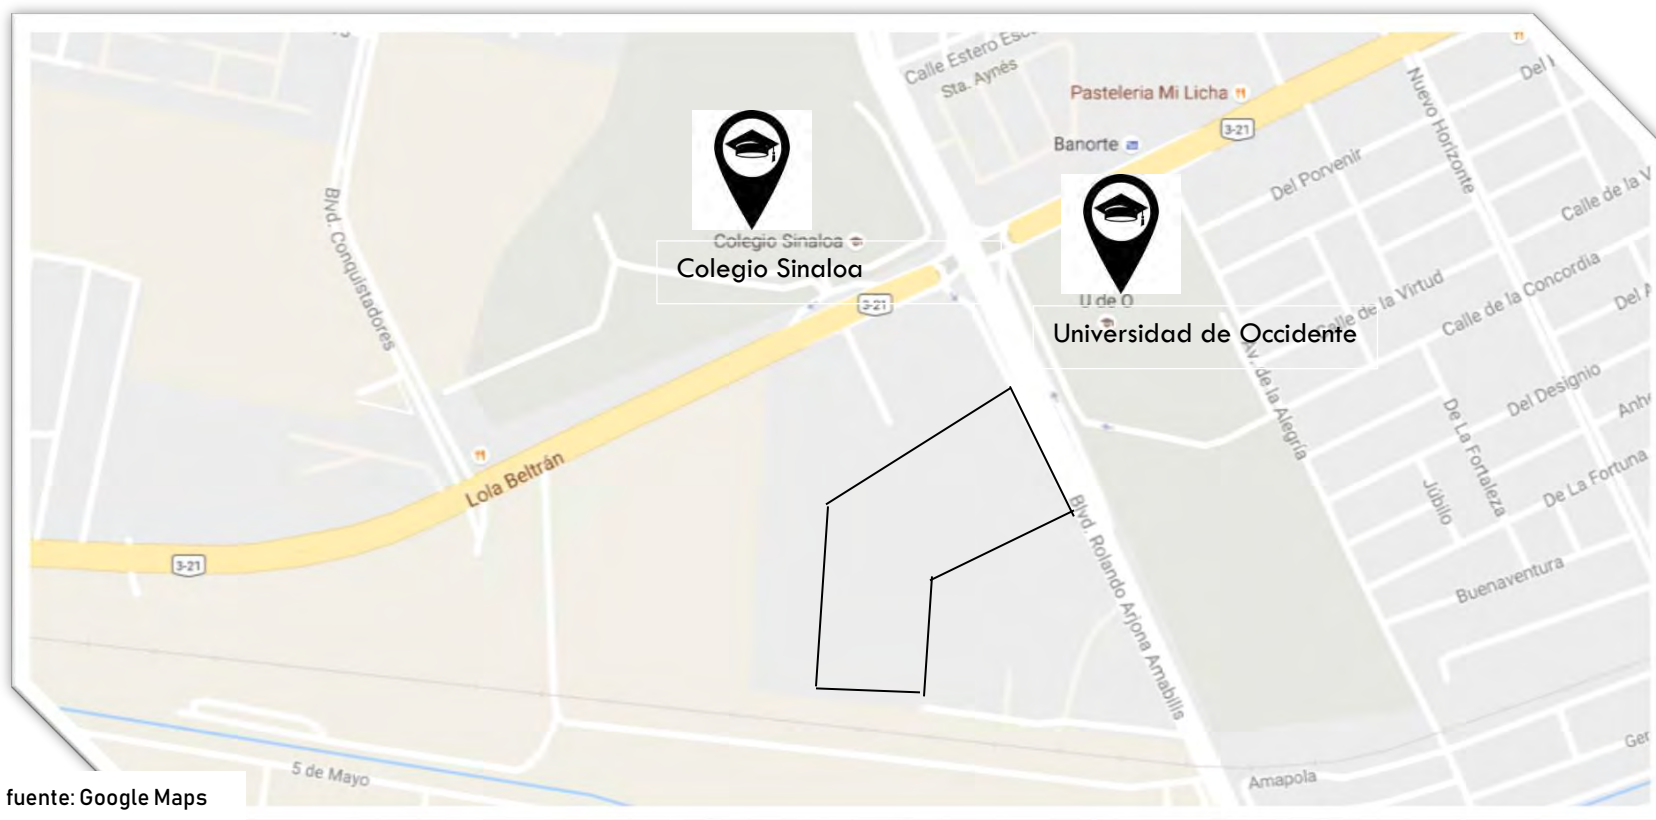 Calle Estero
Sta. Aynés
Pasteleria Mi Licha
3-21
Banorte
Nuevo Horizonte
Del Porvenir
Calle de la V
Blvd. Conquistadores
Colegio Sinaloa
Colegio Sinaloa
3-21
U de O
Universidad de Occidente
Calle de la Virtud
Calle de la Concordia
Av. de la Alegría
Del Designio
De La Fortaleza
De La Fortuna
Júbilo
Lola Beltrán
3-21
Blvd. Rolando Arjona Amabilis
Buenaventura
5 de Mayo
Amapola
fuente: Google Maps